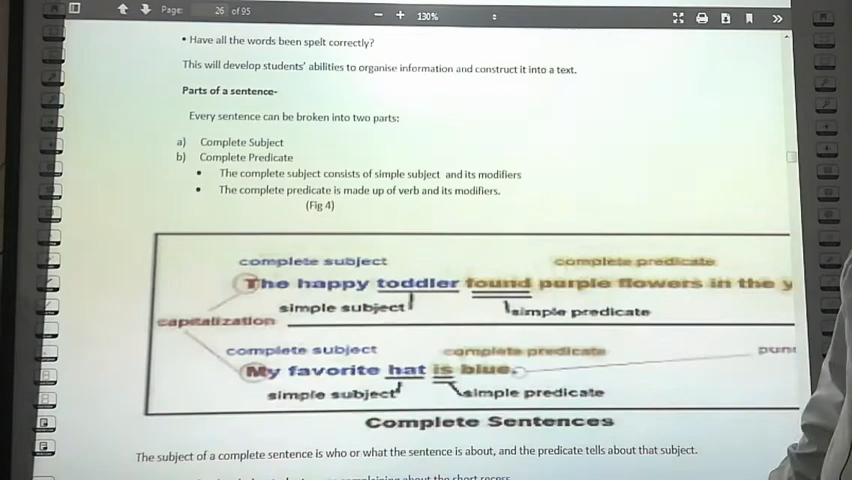 Page: 26 of 95 130%
• Have all the words been spelt correctly?
This will develop students' abilities to organise information and construct it into a text.
Parts of a sentence-
Every sentence can be broken into two parts:
a) Complete Subject
b) Complete Predicate
• The complete subject consists of simple subject and its modifiers
• The complete predicate is made up of verb and its modifiers.
(Fig 4)
complete subject complete predicate
The happy toddler found purple flowers in the y
simple subject simple predicate
capitalization
complete subject complete predicate
My favorite hat is blue.
simple subject simple predicate
Complete Sentences
The subject of a complete sentence is who or what the sentence is about, and the predicate tells about that subject.